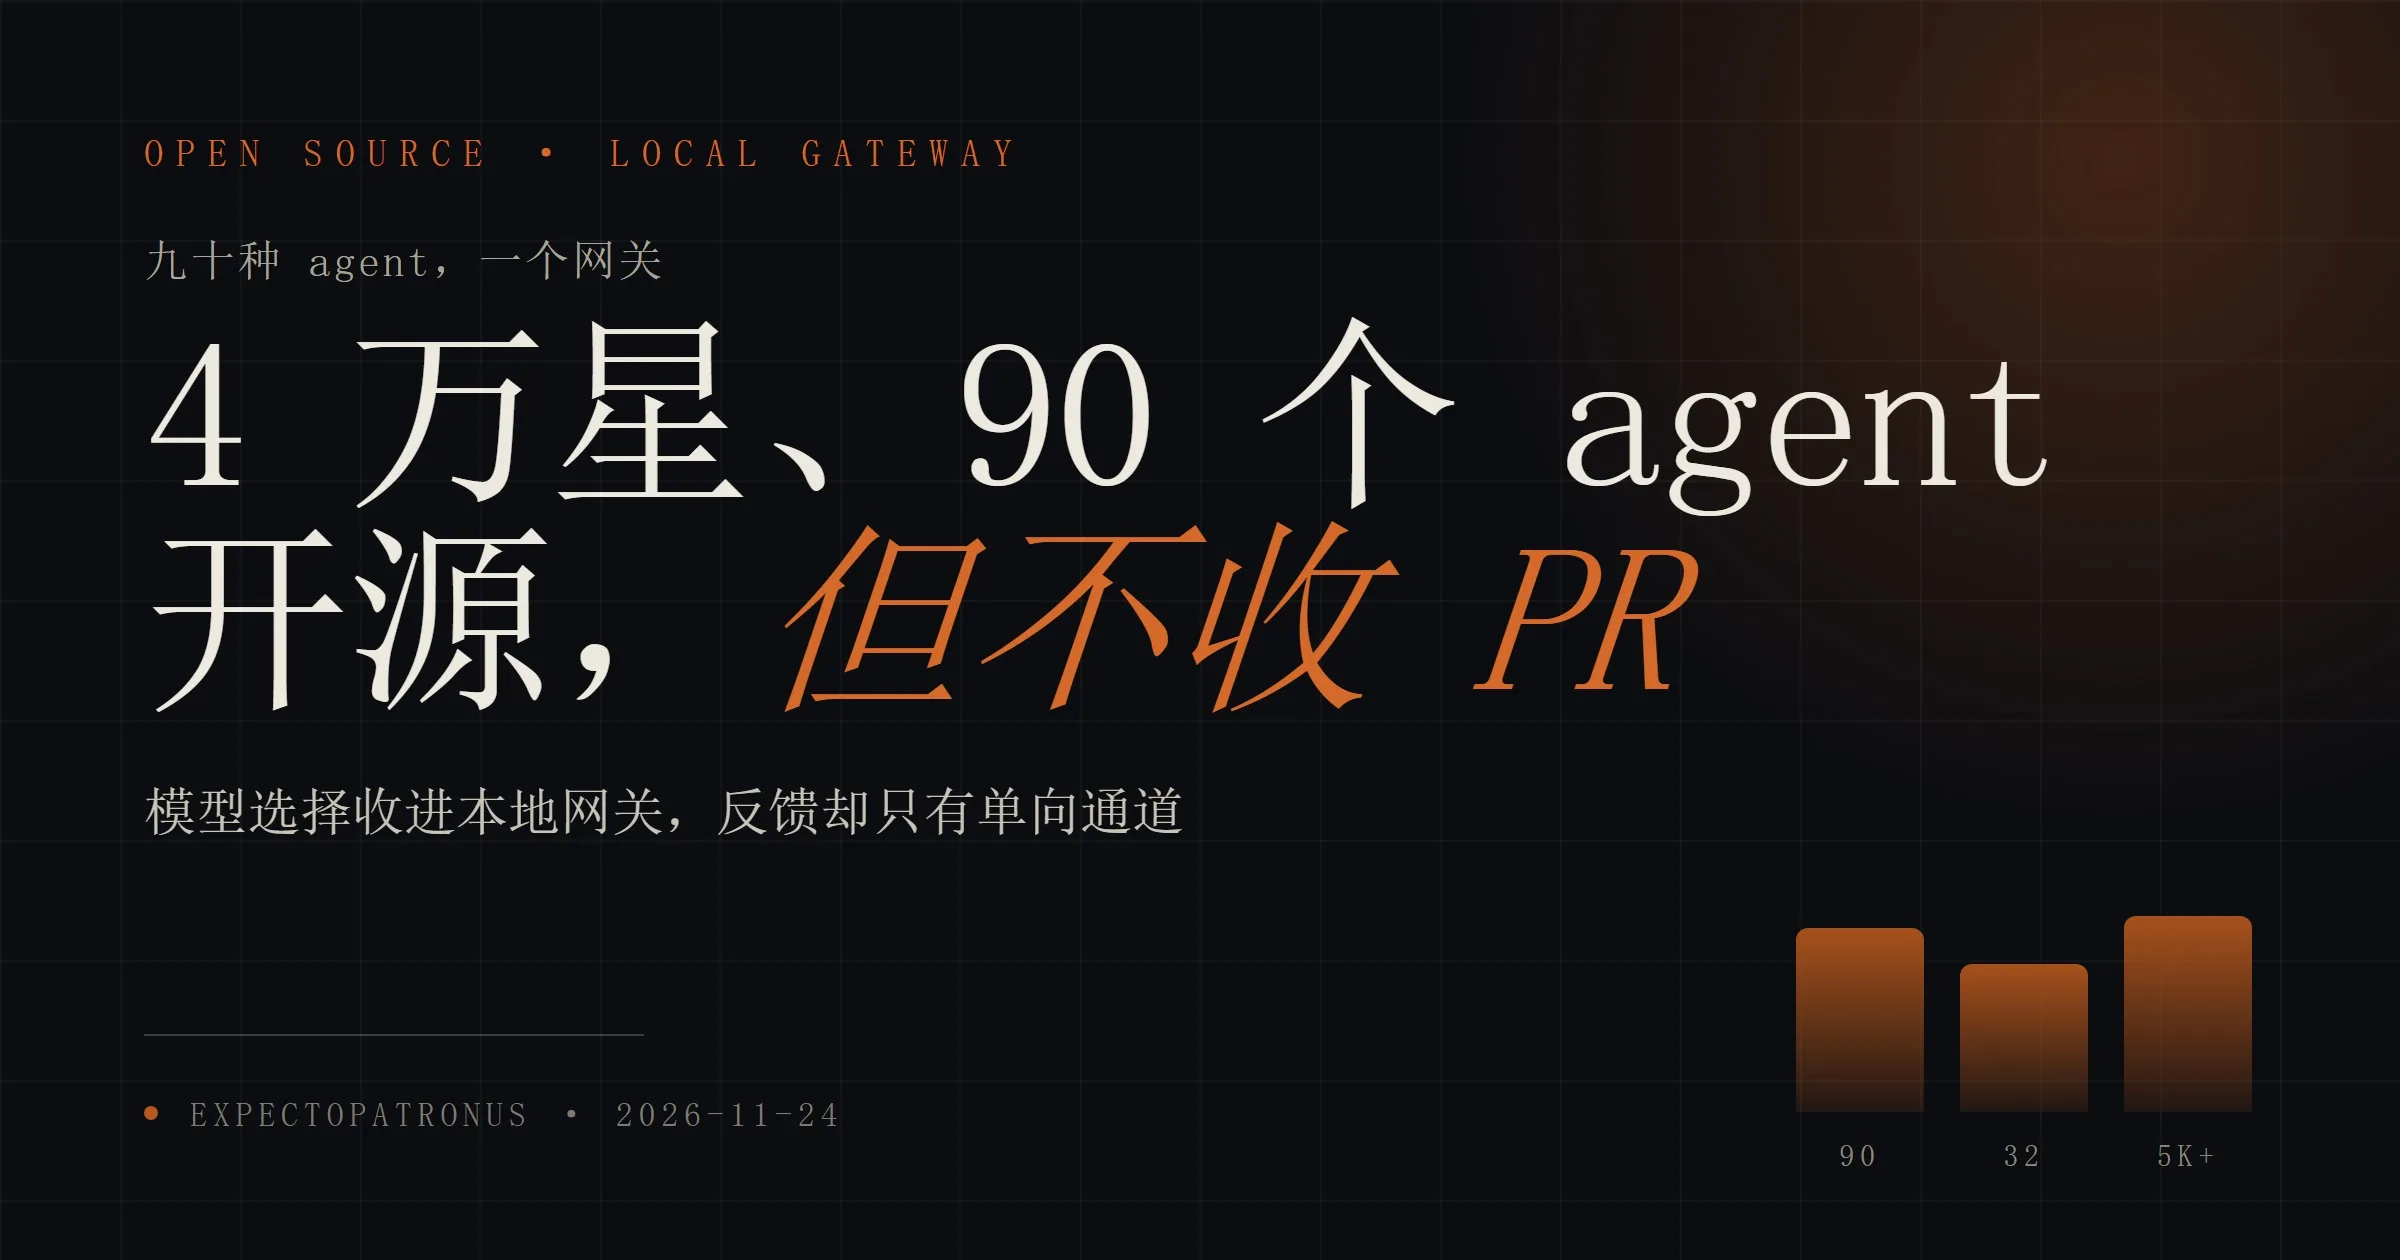 OPEN SOURCE • LOCAL GATEWAY
九十种 agent，一个网关
4 万星、90 个 agent
开源，但不收 PR
模型选择收进本地网关，反馈却只有单向通道
EXPECTOPATRONUS • 2026-11-24
90 32 5K+